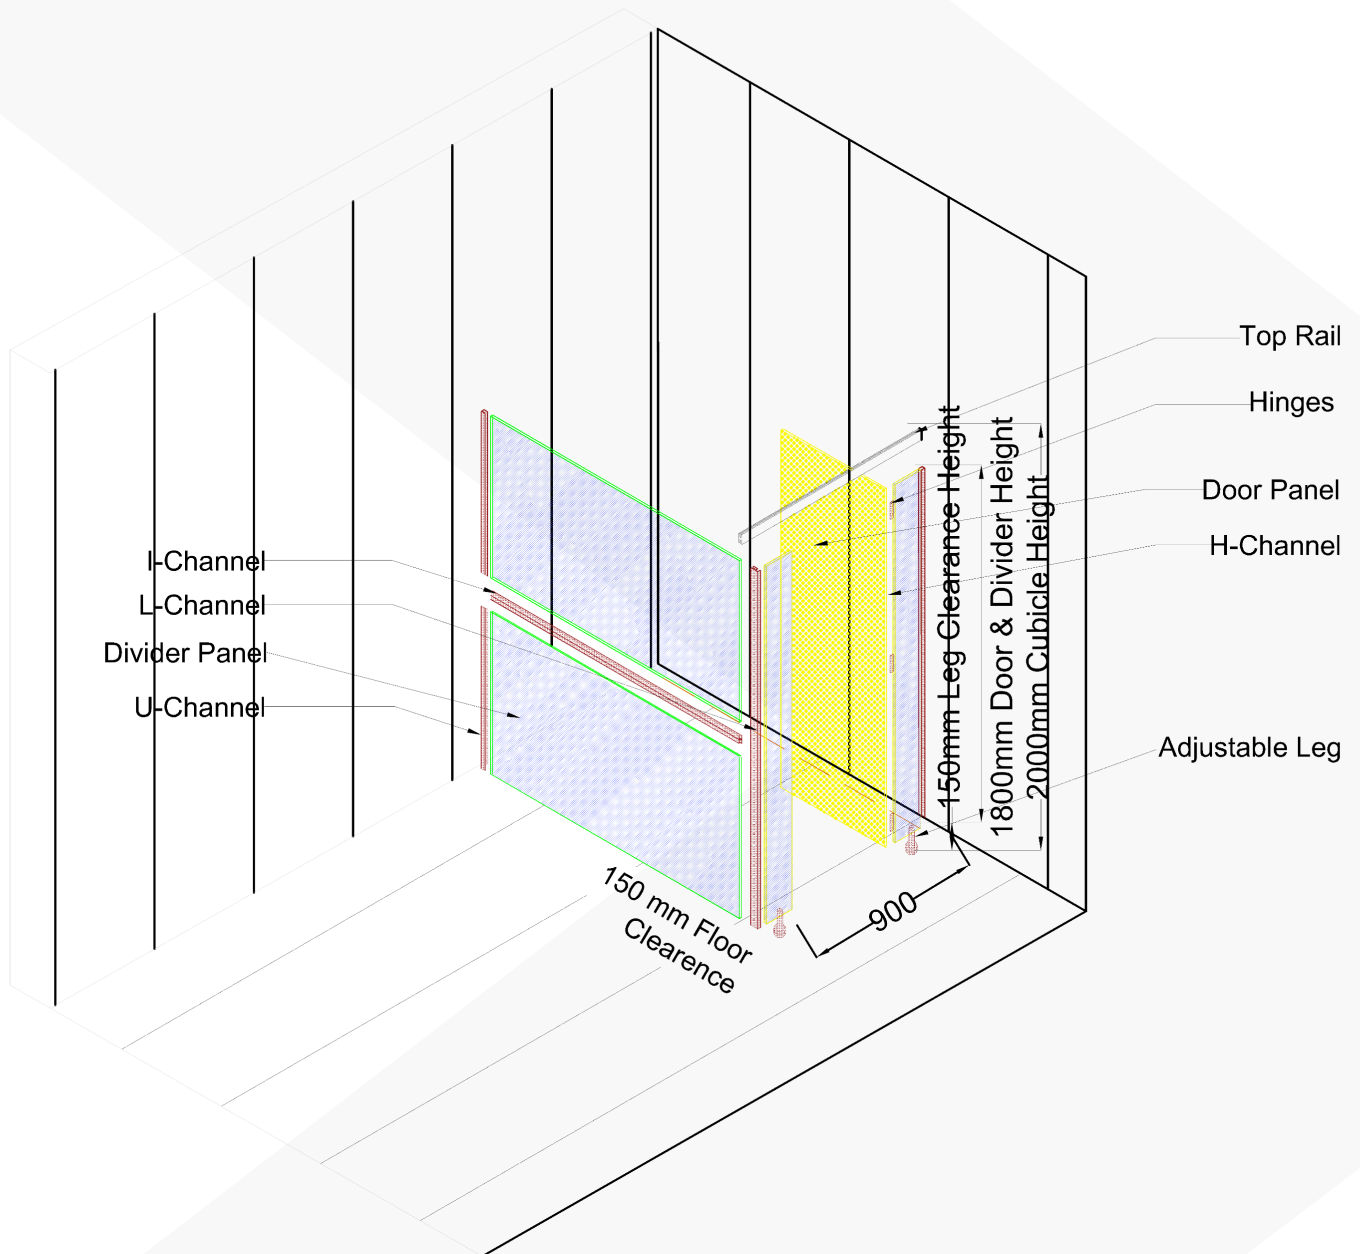 Top Rail
Hinges
Door Panel
H-Channel
I-Channel
L-Channel
Divider Panel
U-Channel
150mm Leg Clearance Height
1800mm Door & Divider Height
2000mm Cubicle Height
Adjustable Leg
150 mm Floor
Clearence
900